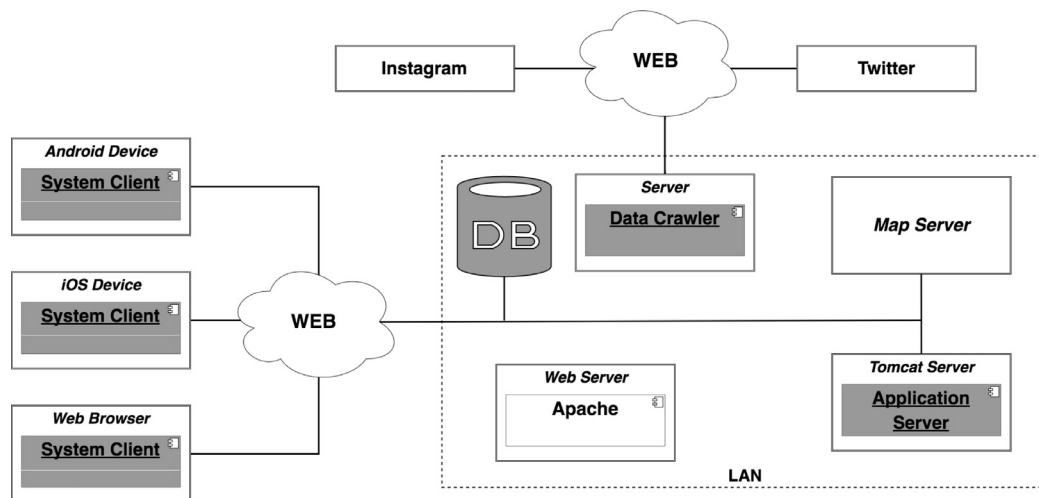 Instagram
WEB
Twitter
Android Device
System Client
iOS Device
System Client
Web Browser
System Client
WEB
DB
Server
Data Crawler
Map Server
Web Server
Apache
Tomcat Server
Application
Server
LAN